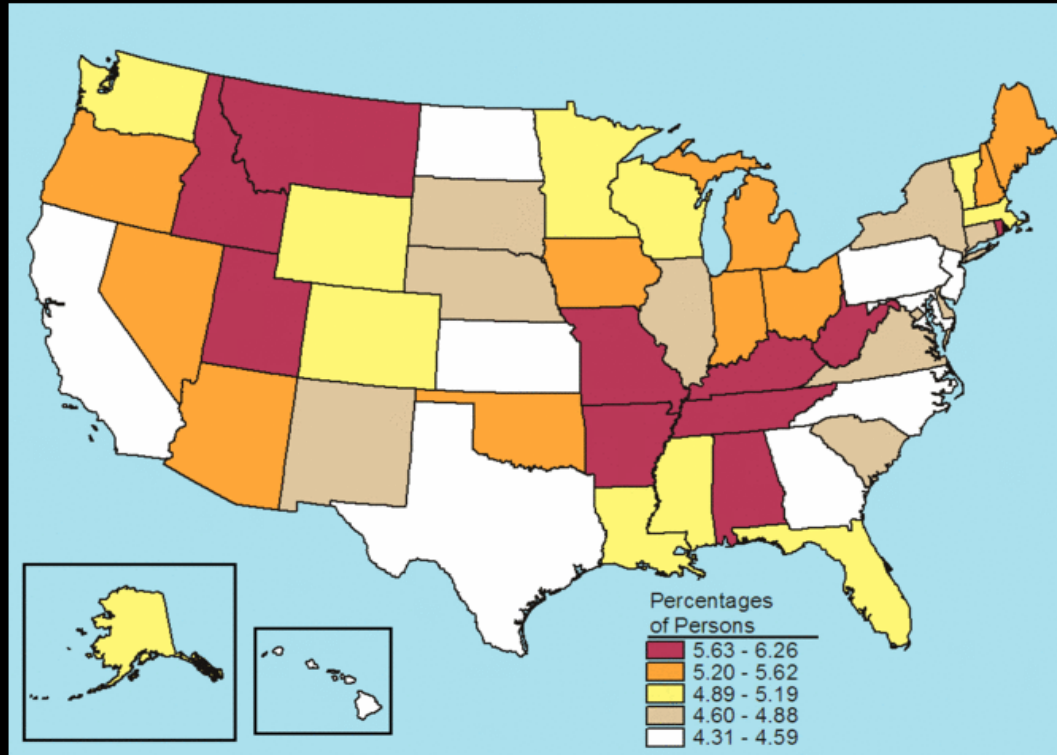 Percentages
of Persons
5.63 - 6.26
5.20 - 5.62
4.89 - 5.19
4.60 - 4.88
4.31 - 4.59